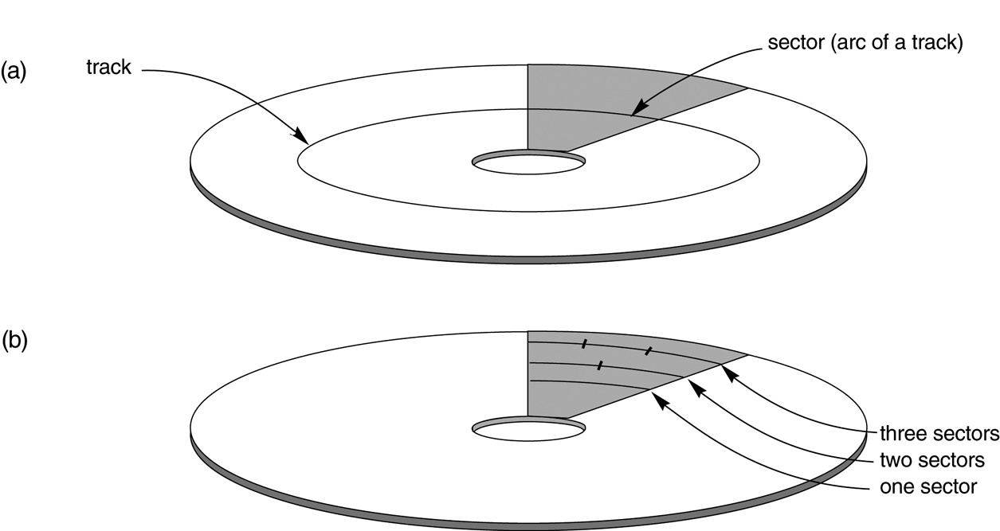 (a)
track
sector (arc of a track)
(b)
three sectors
two sectors
one sector